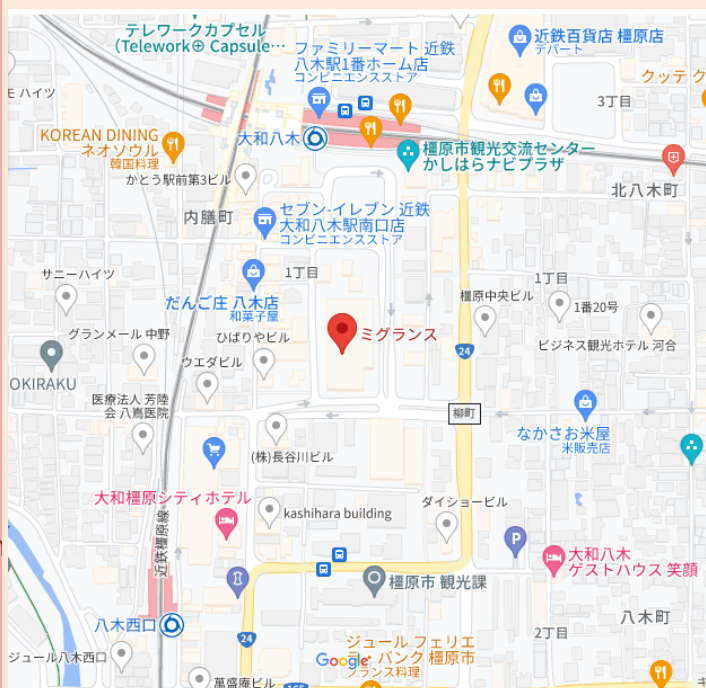 テレワークカプセル
(Telework⊕ Capsule…
ファミリーマート 近鉄
八木駅1番ホーム店
コンビニエンスストア
近鉄百貨店 橿原店
デパート
クッテ ク
3丁目
モ ハイツ
KOREAN DINING
ネオソウル
韓国料理
大和八木
橿原市観光交流センター
かしはらナビプラザ
かとう駅前第3ビル
北八木町
内膳町
セブン-イレブン 近鉄
大和八木駅南口店
コンビニエンスストア
サニーハイツ
1丁目
だんご庄 八木店
和菓子屋
1丁目
橿原中央ビル
1番20号
グランメール 中野
ひばりやビル
ミグランス
ビジネス観光ホテル 河合
24
OKIRAKU
ウエダビル
医療法人 芳陸
会 八嶌医院
柳町
なかさお米屋
米販売店
(株)長谷川ビル
大和橿原シティホテル
kashihara building
ダイショービル
近鉄橿原線
P
大和八木
ゲストハウス 笑顔
橿原市 観光課
八木西口
八木町
24
2丁目
ジュール八木西口
ジュール フェリエ
バンク 橿原市
フランス料理
Google
萬盛庵ビル
165